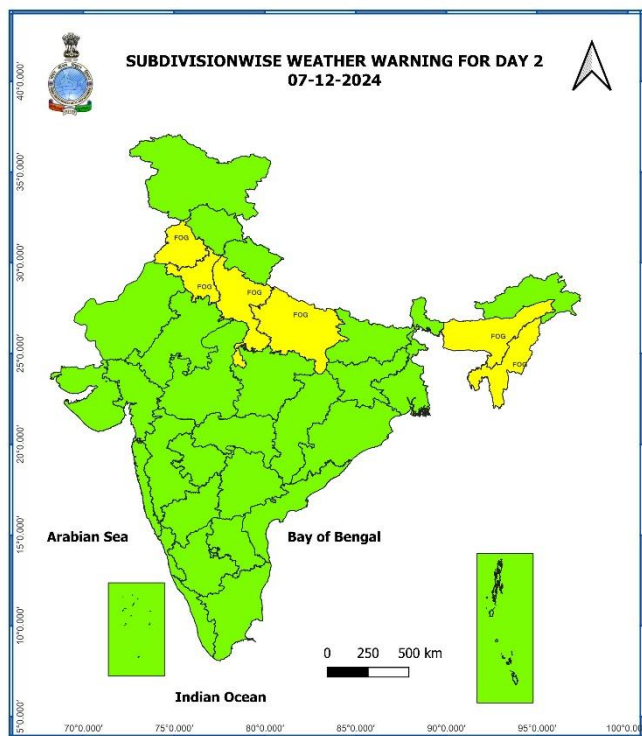 SUBDIVISIONWISE WEATHER WARNING FOR DAY 2
07-12-2024
40°0.000'
35°0.000'
30°0.000'
25°0.000'
20°0.000'
15°0.000'
10°0.000'
5°0.000'
FOG
FOG
FOG
FOG
FOG
FOG
Arabian Sea
Bay of Bengal
0 250 500 km
Indian Ocean
70°0.000' 75°0.000' 80°0.000' 85°0.000' 90°0.000' 95°0.000' 100°0.000'